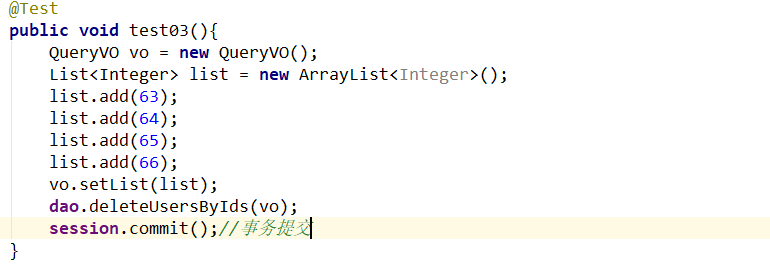 @Test
public void test03(){
    QueryVO vo = new QueryVO();
    List<Integer> list = new ArrayList<Integer>();
    list.add(63);
    list.add(64);
    list.add(65);
    list.add(66);
    vo.setList(list);
    dao.deleteUsersByIds(vo);
    session.commit();//事务提交
}